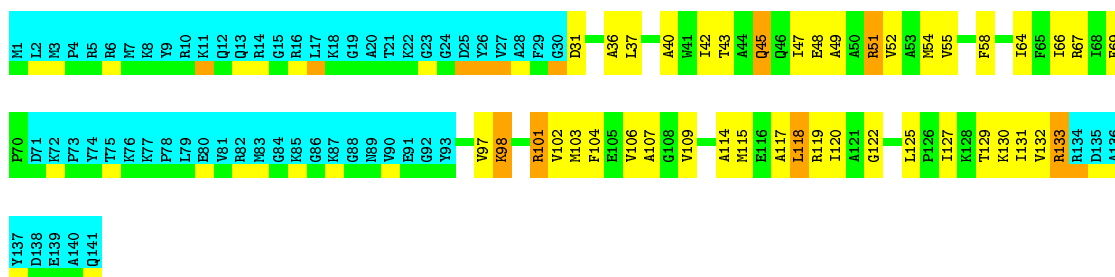 M1 L2 M3 P4 R5 R6 M7 K8 Y9 R10 K11 Q12 Q13 R14 G15 R16 L17 K18 G19 A20 T21 K22 G23 G24 D25 Y26 V27 A28 F29 G30 D31 A36 L37 A40 W41 I42 T43 A44 Q45 Q46 I47 E48 A49 A50 R51 V52 A53 M54 V55 F58 I64 F65 I66 R67 I68 F69
P70 D71 K72 P73 Y74 T75 K76 K77 P78 L79 E80 V81 R82 M83 G84 K85 G86 K87 G88 N89 V90 E91 G92 Y93 V97 K98 R101 V102 M103 F104 E105 V106 A107 G108 V109 A114 M115 E116 A117 L118 R119 I120 A121 G122 L125 P126 I127 K128 T129 K130 I131 V132 R133 R134 D135 A136
Y137 D138 E139 A140 Q141